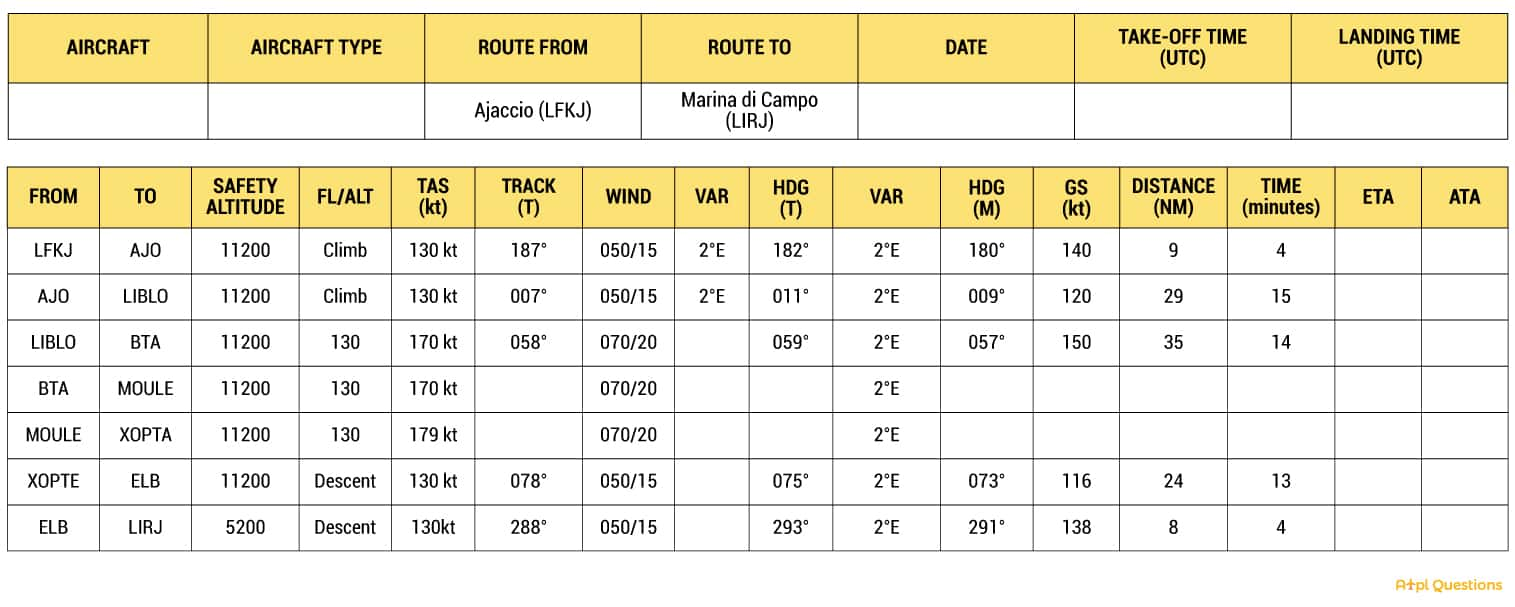 AIRCRAFT AIRCRAFT TYPE ROUTE FROM ROUTE TO DATE TAKE-OFF TIME (UTC) LANDING TIME (UTC)
Ajaccio (LFKJ) Marina di Campo (LIRJ)
FROM TO SAFETY ALTITUDE FL/ALT TAS (kt) TRACK (T) WIND VAR HDG (T) VAR HDG (M) GS (kt) DISTANCE (NM) TIME (minutes) ETA ATA
LFKJ AJO 11200 Climb 130 kt 187° 050/15 2°E 182° 2°E 180° 140 9 4
AJO LIBLO 11200 Climb 130 kt 007° 050/15 2°E 011° 2°E 009° 120 29 15
LIBLO BTA 11200 130 170 kt 058° 070/20 059° 2°E 057° 150 35 14
BTA MOULE 11200 130 170 kt 070/20 2°E
MOULE XOPTA 11200 130 179 kt 070/20 2°E
XOPTE ELB 11200 Descent 130 kt 078° 050/15 075° 2°E 073° 116 24 13
ELB LIRJ 5200 Descent 130kt 288° 050/15 293° 2°E 291° 138 8 4
Atpl Questions